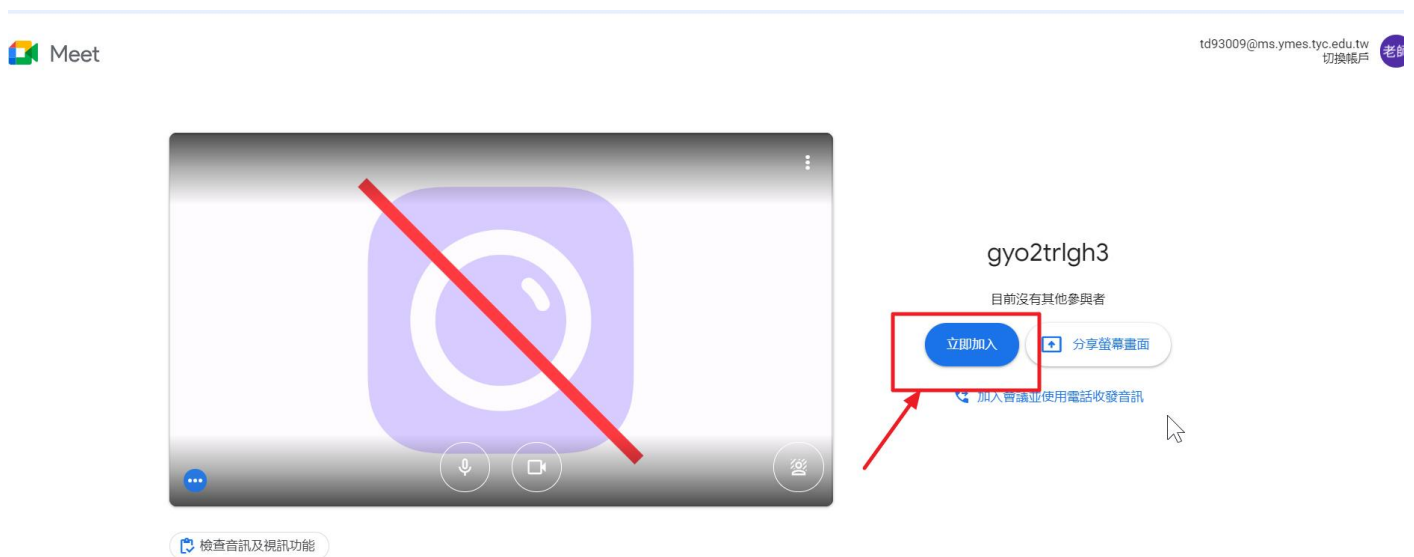 Meet
td93009@ms.ymes.tyc.edu.tw
切換帳戶
老師
gyo2trlgh3
目前沒有其他參與者
立即加入
分享螢幕畫面
加入會議並使用電話收發音訊
檢查音訊及視訊功能